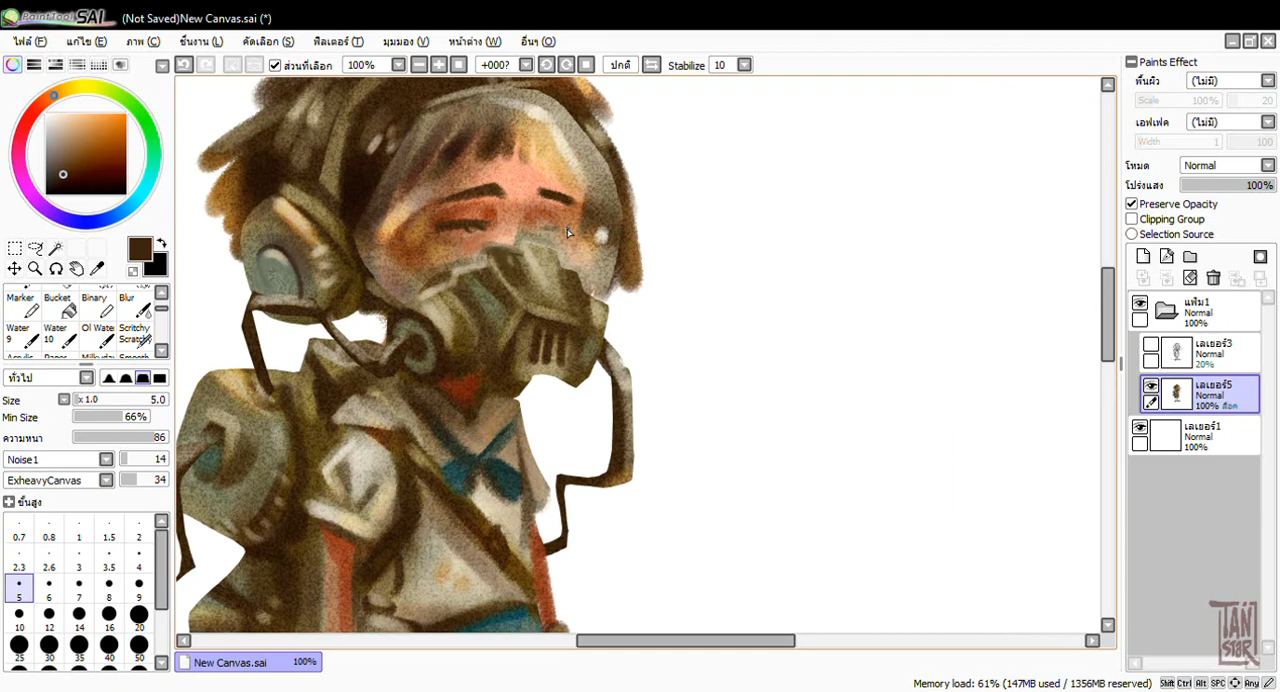 PaintTool SAI (Not Saved)New Canvas.sai (*)
ไฟล์ (F) แก้ไข (E) ภาพ (C) ชั้นงาน (L) คัดเลือก (S) ฟิลเตอร์ (T) มุมมอง (V) หน้าต่าง (W) อื่นๆ (O)
ส่วนที่เลือก 100% +000? ปกติ Stabilize 10
Paints Effect
พื้นผิว (ไม่มี)
Scale 100% 20
เอฟเฟค (ไม่มี)
Width 1 100
โหมด Normal
โปร่งแสง 100%
Preserve Opacity
Clipping Group
Selection Source
แฟ้ม1
Normal
100%
เลเยอร์3
Normal
20%
เลเยอร์5
Normal
100% ล็อค
เลเยอร์1
Normal
100%
Marker Bucket Binary Blur
Water 9 Water 10 Ol Wate Scritchy Scratch
ทั่วไป
Size x 1.0 5.0
Min Size 66%
ความหนา 86
Noise1 14
ExheavyCanvas 34
ขั้นสูง
0.7 0.8 1 1.5 2
2.3 2.6 3 3.5 4
5 6 7 8 9
10 12 14 16 20
25 30 35 40 50
New Canvas.sai 100%
TAN
STAR
Memory load: 61% (147MB used / 1356MB reserved) Shift Ctrl Alt SPC Any